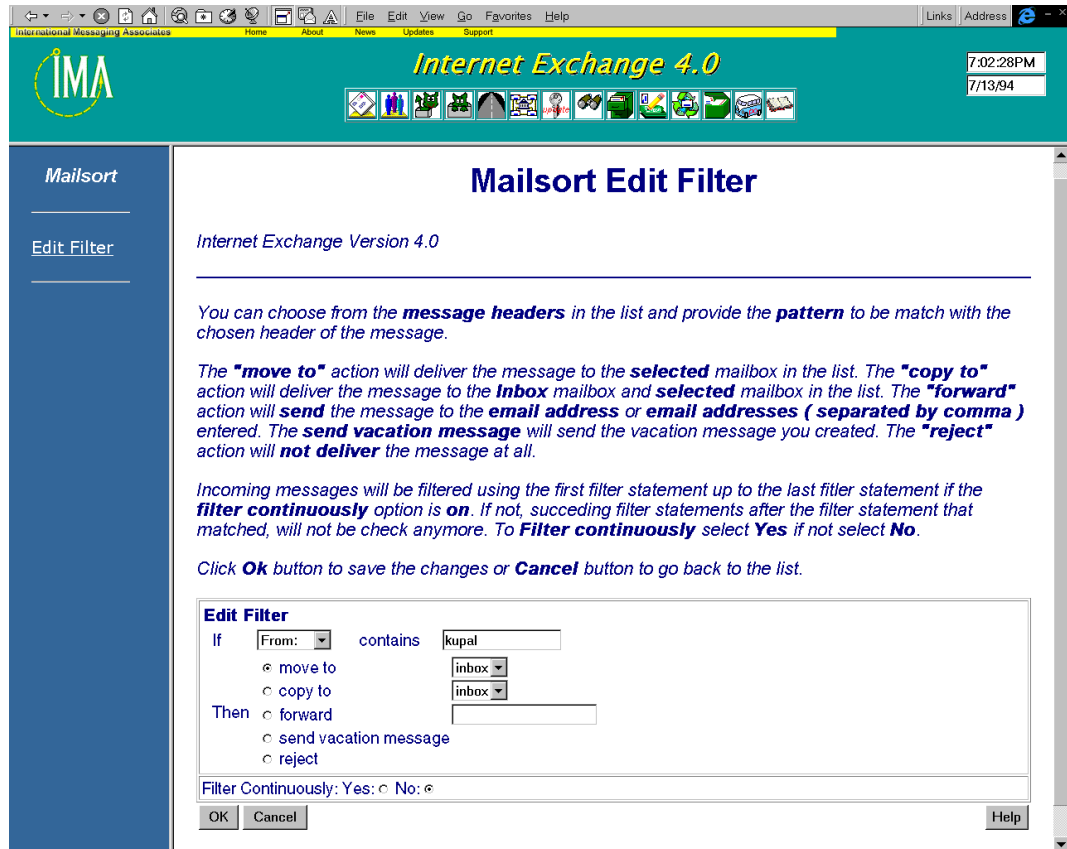 File Edit View Go Favorites Help Links Address
International Messaging Associates Home About News Updates Support
IMA
Internet Exchange 4.0
7:02:28PM
7/13/94
update
Mailsort
Edit Filter
Mailsort Edit Filter
Internet Exchange Version 4.0
You can choose from the message headers in the list and provide the pattern to be match with the
chosen header of the message.
The "move to" action will deliver the message to the selected mailbox in the list. The "copy to"
action will deliver the message to the Inbox mailbox and selected mailbox in the list. The "forward"
action will send the message to the email address or email addresses ( separated by comma )
entered. The send vacation message will send the vacation message you created. The "reject"
action will not deliver the message at all.
Incoming messages will be filtered using the first filter statement up to the last fitler statement if the
filter continuously option is on. If not, succeding filter statements after the filter statement that
matched, will not be check anymore. To Filter continuously select Yes if not select No.
Click Ok button to save the changes or Cancel button to go back to the list.
Edit Filter
If From: contains kupal
move to inbox
copy to inbox
Then forward
send vacation message
reject
Filter Continuously: Yes: No:
OK Cancel Help